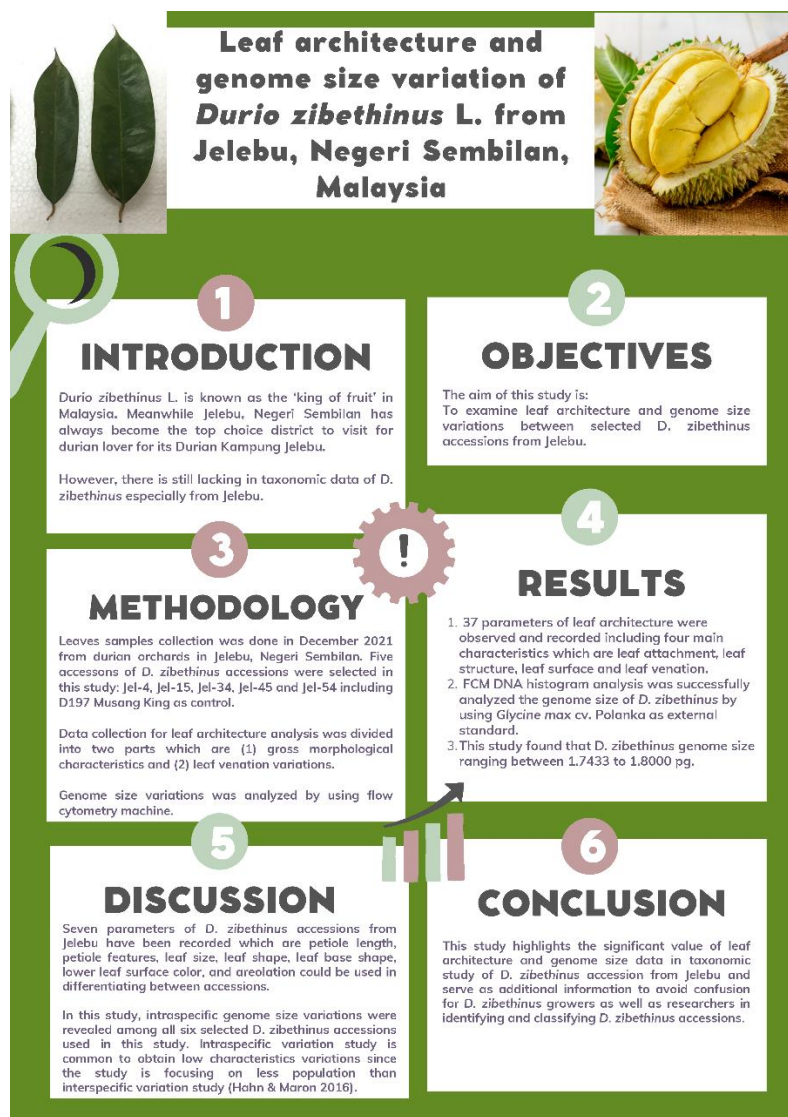 Leaf architecture and
genome size variation of
Durio zibethinus L. from
Jelebu, Negeri Sembilan,
Malaysia
1
INTRODUCTION
Durio zibethinus L. is known as the ‘king of fruit’ in
Malaysia. Meanwhile Jelebu, Negeri Sembilan has
always become the top choice district to visit for
durian lover for its Durian Kampung Jelebu.
However, there is still lacking in taxonomic data of D.
zibethinus especially from Jelebu.
2
OBJECTIVES
The aim of this study is:
To examine leaf architecture and genome size
variations between selected D. zibethinus
accessions from Jelebu.
3
METHODOLOGY
Leaves samples collection was done in December 2021
from durian orchards in Jelebu, Negeri Sembilan. Five
accessons of D. zibethinus accessions were selected in
this study: Jel-4, Jel-15, Jel-34, Jel-45 and Jel-54 including
D197 Musang King as control.
Data collection for leaf architecture analysis was divided
into two parts which are (1) gross morphological
characteristics and (2) leaf venation variations.
Genome size variations was analyzed by using flow
cytometry machine.
!
4
RESULTS
1. 37 parameters of leaf architecture were
observed and recorded including four main
characteristics which are leaf attachment, leaf
structure, leaf surface and leaf venation.
2. FCM DNA histogram analysis was successfully
analyzed the genome size of D. zibethinus by
using Glycine max cv. Polanka as external
standard.
3. This study found that D. zibethinus genome size
ranging between 1.7433 to 1.8000 pg.
5
DISCUSSION
Seven parameters of D. zibethinus accessions from
Jelebu have been recorded which are petiole length,
petiole features, leaf size, leaf shape, leaf base shape,
lower leaf surface color, and areolation could be used in
differentiating between accessions.
In this study, intraspecific genome size variations were
revealed among all six selected D. zibethinus accessions
used in this study. Intraspecific variation study is
common to obtain low characteristics variations since
the study is focusing on less population than
interspecific variation study (Hahn & Maron 2016).
6
CONCLUSION
This study highlights the significant value of leaf
architecture and genome size data in taxonomic
study of D. zibethinus accession from Jelebu and
serve as additional information to avoid confusion
for D. zibethinus growers as well as researchers in
identifying and classifying D. zibethinus accessions.